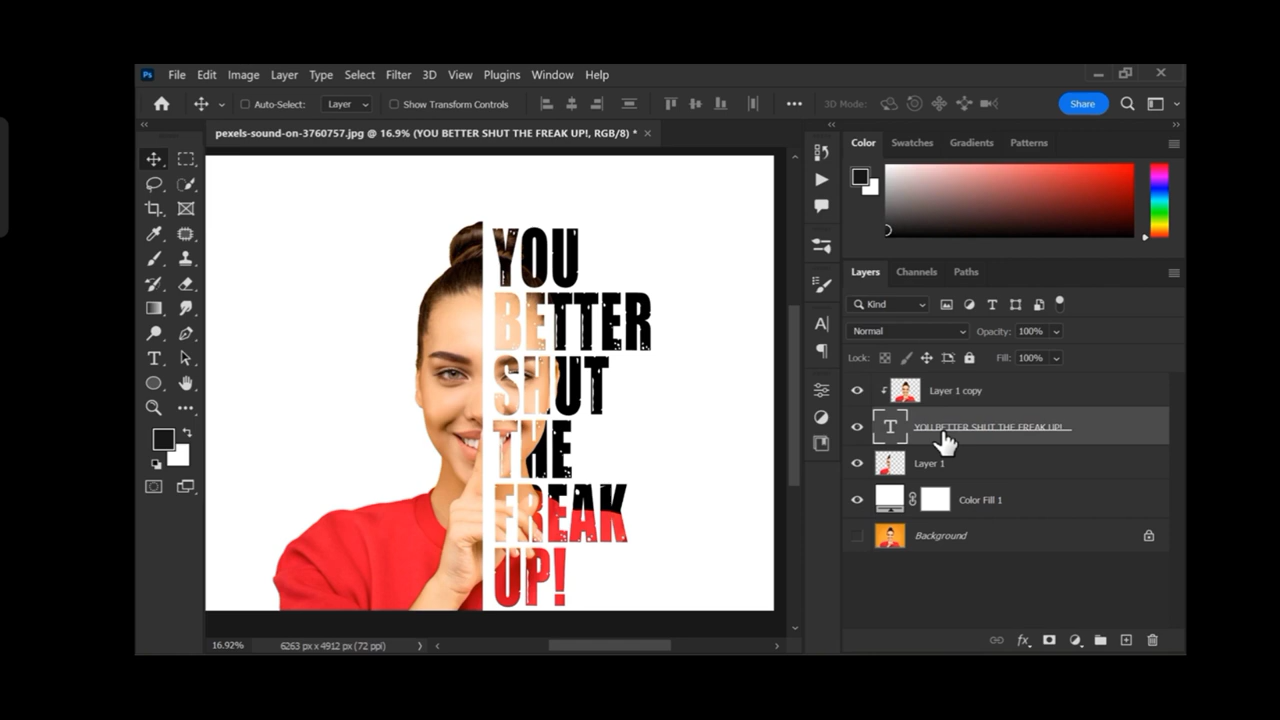 Ps File Edit Image Layer Type Select Filter 3D View Plugins Window Help
Auto-Select: Layer Show Transform Controls 3D Mode: Share
pexels-sound-on-3760757.jpg @ 16.9% (YOU BETTER SHUT THE FREAK UP!, RGB/8) *
Color Swatches Gradients Patterns
YOU
BETTER
SHUT
THE
FREAK
UP!
Layers Channels Paths
Kind
Normal Opacity: 100%
Lock: Fill: 100%
Layer 1 copy
YOU BETTER SHUT THE FREAK UP!
Layer 1
Color Fill 1
Background
16.92% 6263 px x 4912 px (72 ppi)